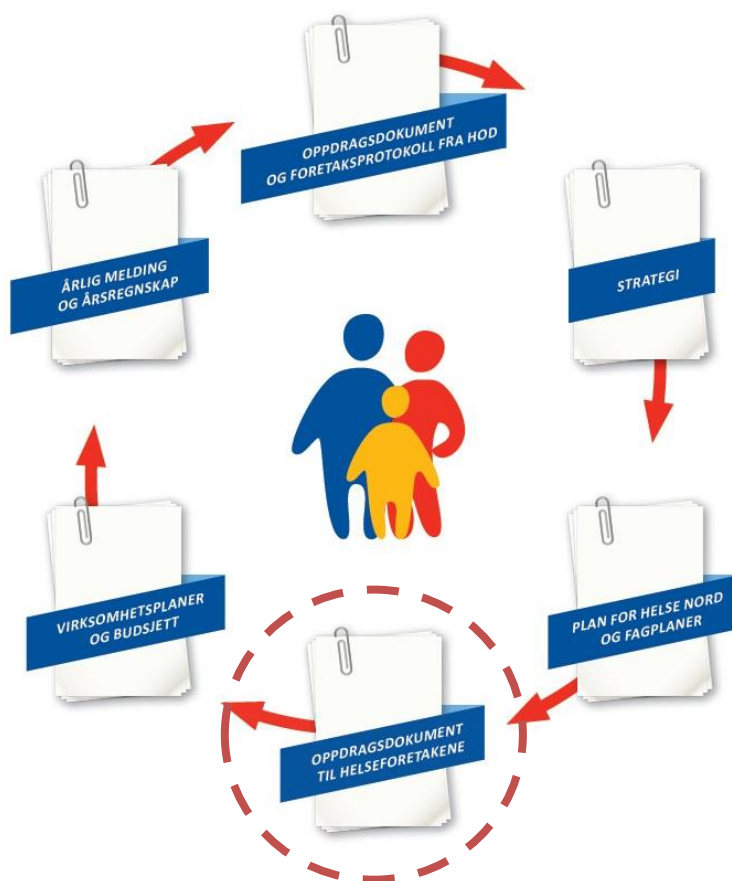 OPPDRAGSDOKUMENT
OG FORETAKSPROTOKOLL FRA HOD
STRATEGI
PLAN FOR HELSE NORD
OG FAGPLANER
OPPDRAGSDOKUMENT
TIL HELSEFORETAKENE
VIRKSOMHETSPLANER
OG BUDSJETT
ÅRLIG MELDING
OG ÅRSREGNSKAP